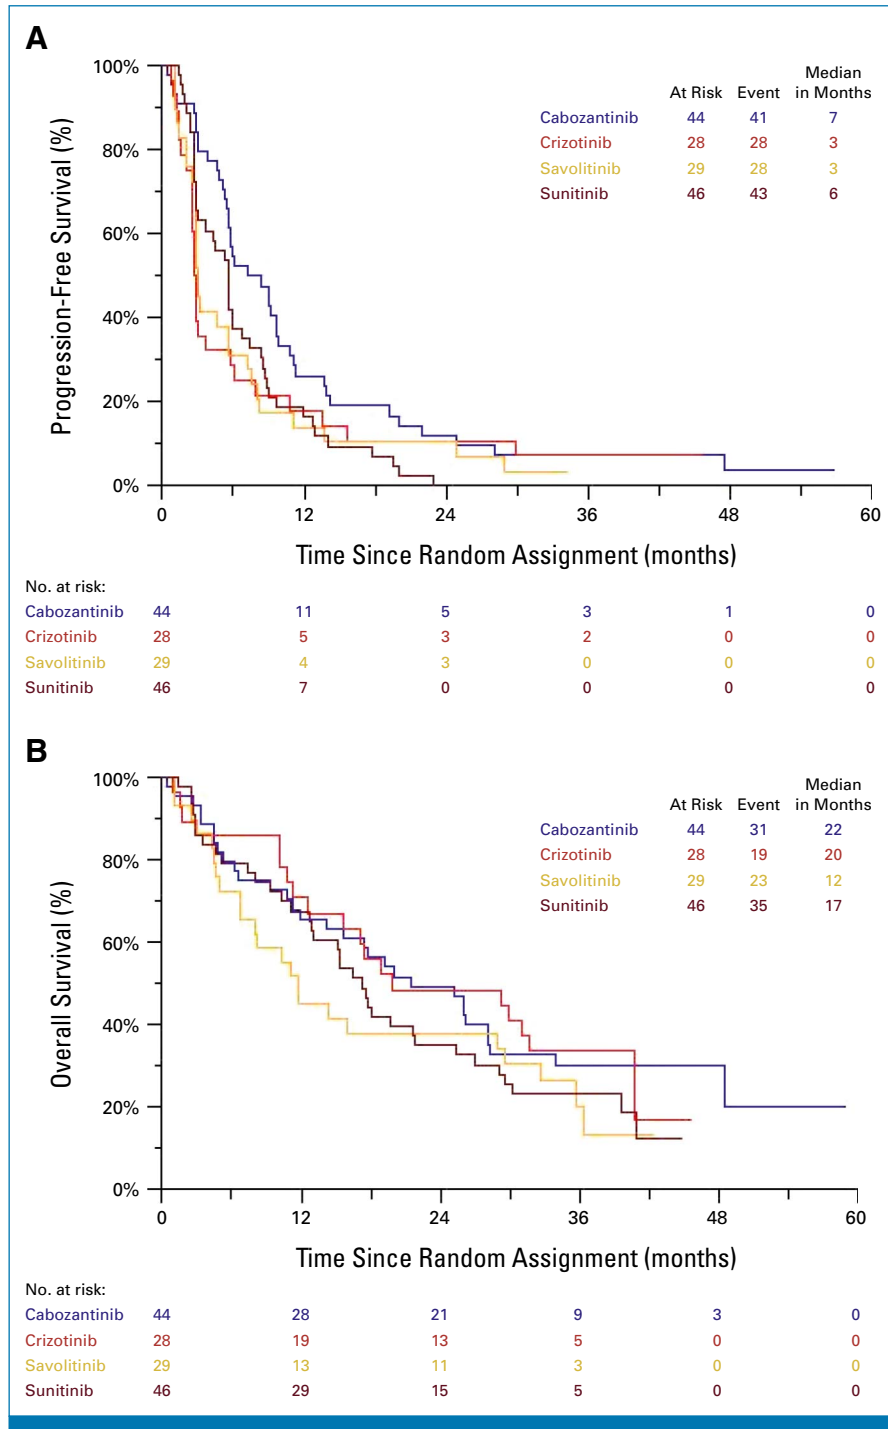 A
100%
80%
60%
40%
20%
0%
Progression-Free Survival (%)
At Risk Event Median in Months
Cabozantinib 44 41 7
Crizotinib 28 28 3
Savolitinib 29 28 3
Sunitinib 46 43 6
0 12 24 36 48 60
Time Since Random Assignment (months)
No. at risk:
Cabozantinib 44 11 5 3 1 0
Crizotinib 28 5 3 2 0 0
Savolitinib 29 4 3 0 0 0
Sunitinib 46 7 0 0 0 0
B
100%
80%
60%
40%
20%
0%
Overall Survival (%)
At Risk Event Median in Months
Cabozantinib 44 31 22
Crizotinib 28 19 20
Savolitinib 29 23 12
Sunitinib 46 35 17
0 12 24 36 48 60
Time Since Random Assignment (months)
No. at risk:
Cabozantinib 44 28 21 9 3 0
Crizotinib 28 19 13 5 0 0
Savolitinib 29 13 11 3 0 0
Sunitinib 46 29 15 5 0 0